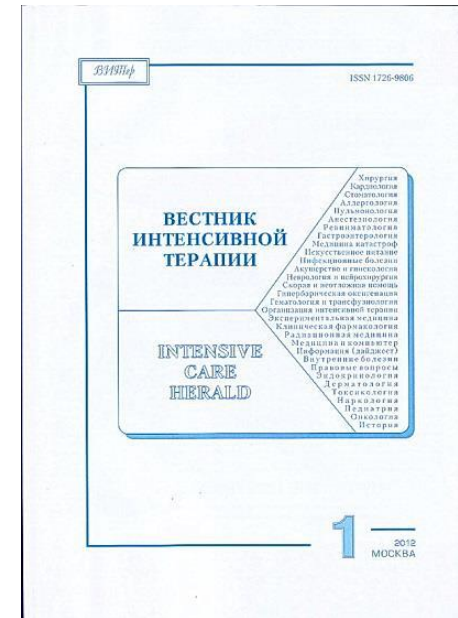 ВИТер
ISSN 1726-9806
ВЕСТНИК
ИНТЕНСИВНОЙ
ТЕРАПИИ
INTENSIVE
CARE
HERALD
Хирургия
Кардиология
Стоматология
Аллергология
Пульмонология
Анестезиология
Реаниматология
Гастроэнтерология
Медицина катастроф
Искусственное питание
Инфекционные болезни
Акушерство и гинекология
Неврология и нейрохирургия
Скорая и неотложная помощь
Гипербарическая оксигенация
Гематология и трансфузиология
Организация интенсивной терапии
Экспериментальная медицина
Клиническая фармакология
Радиационная медицина
Медицина и компьютер
Информация (дайджест)
Внутренние болезни
Правовые вопросы
Эндокринология
Дерматология
Токсикология
Наркология
Педиатрия
Онкология
История
1
2012
МОСКВА